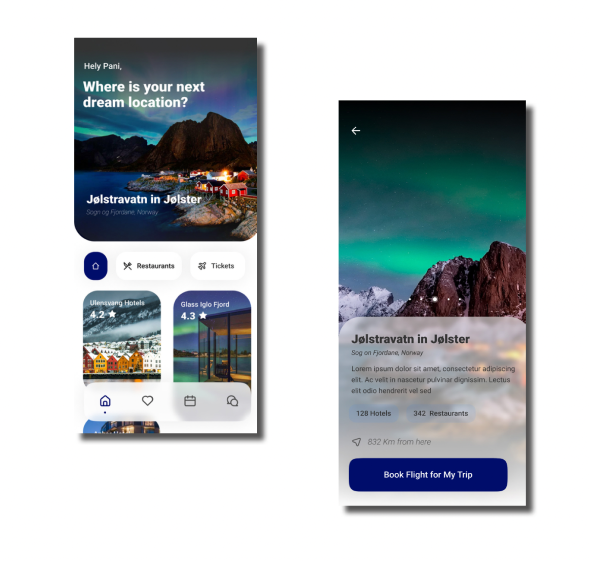 Hely Pani,
Where is your next
dream location?
Jølstravatn in Jølster
Sogn og Fjordane, Norway
Restaurants
Tickets
Ulensvang Hotels
4.2
Glass Iglo Fjord
4.3
Jølstravatn in Jølster
Sog on Fjordane, Norway
Lorem ipsum dolor sit amet, consectetur adipiscing
elit. Ac velit in nascetur pulvinar dignissim. Lectus
elit odio hendrerit vel sed
128 Hotels
342 Restaurants
832 Km from here
Book Flight for My Trip